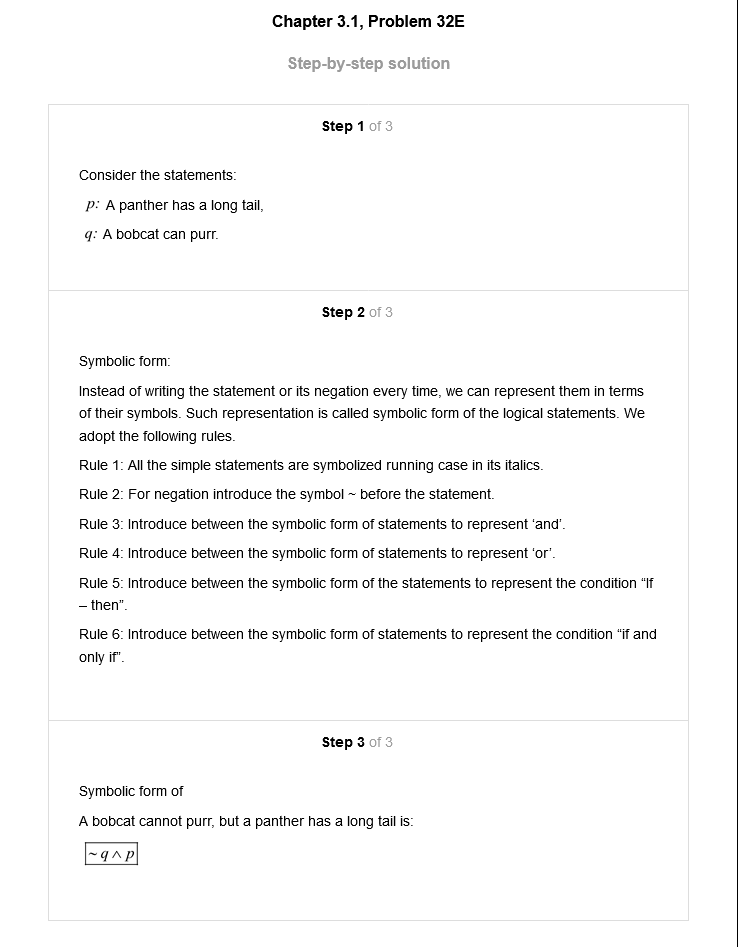 Chapter 3.1, Problem 32E
Step-by-step solution
Step 1 of 3
Consider the statements:
p: A panther has a long tail,
q: A bobcat can purr.
Step 2 of 3
Symbolic form:
Instead of writing the statement or its negation every time, we can represent them in terms
of their symbols. Such representation is called symbolic form of the logical statements. We
adopt the following rules.
Rule 1: All the simple statements are symbolized running case in its italics.
Rule 2: For negation introduce the symbol ~ before the statement.
Rule 3: Introduce between the symbolic form of statements to represent ‘and’.
Rule 4: Introduce between the symbolic form of statements to represent ‘or’.
Rule 5: Introduce between the symbolic form of the statements to represent the condition “If
– then”.
Rule 6: Introduce between the symbolic form of statements to represent the condition “if and
only if”.
Step 3 of 3
Symbolic form of
A bobcat cannot purr, but a panther has a long tail is:
~ q ∧ p